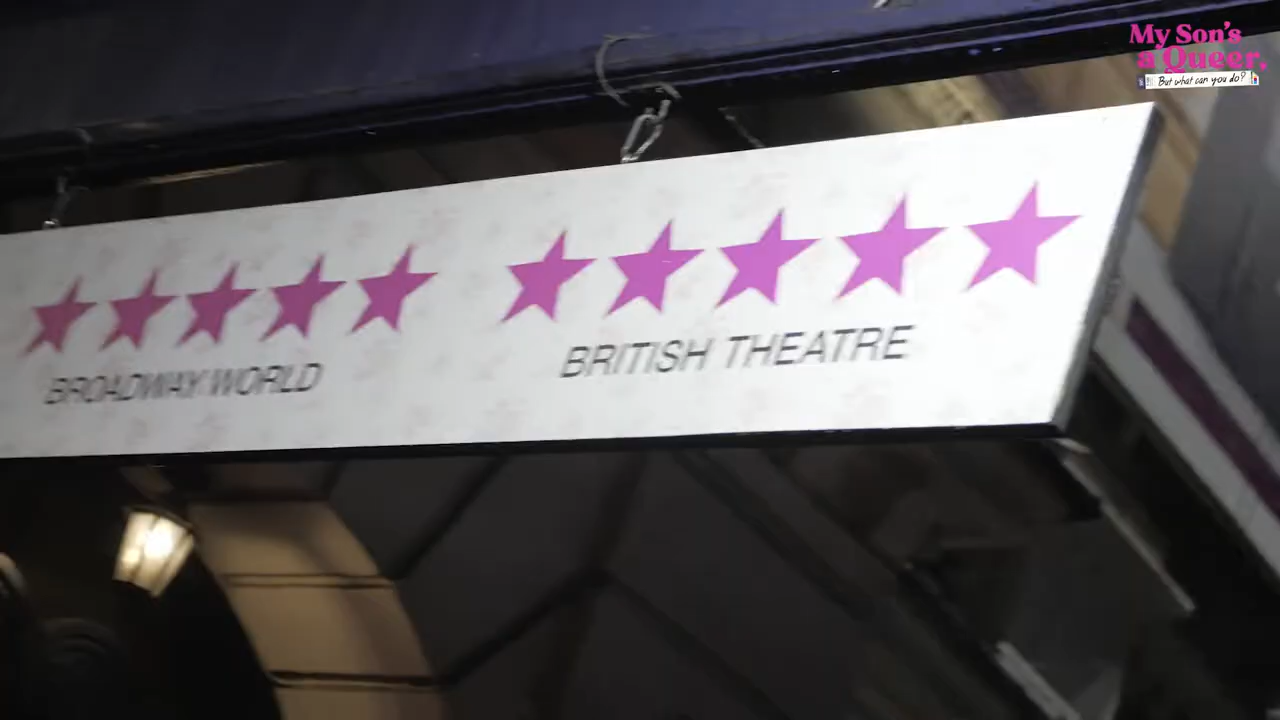 My Son's
a Queer,
But what can you do?
BROADWAY WORLD
BRITISH THEATRE